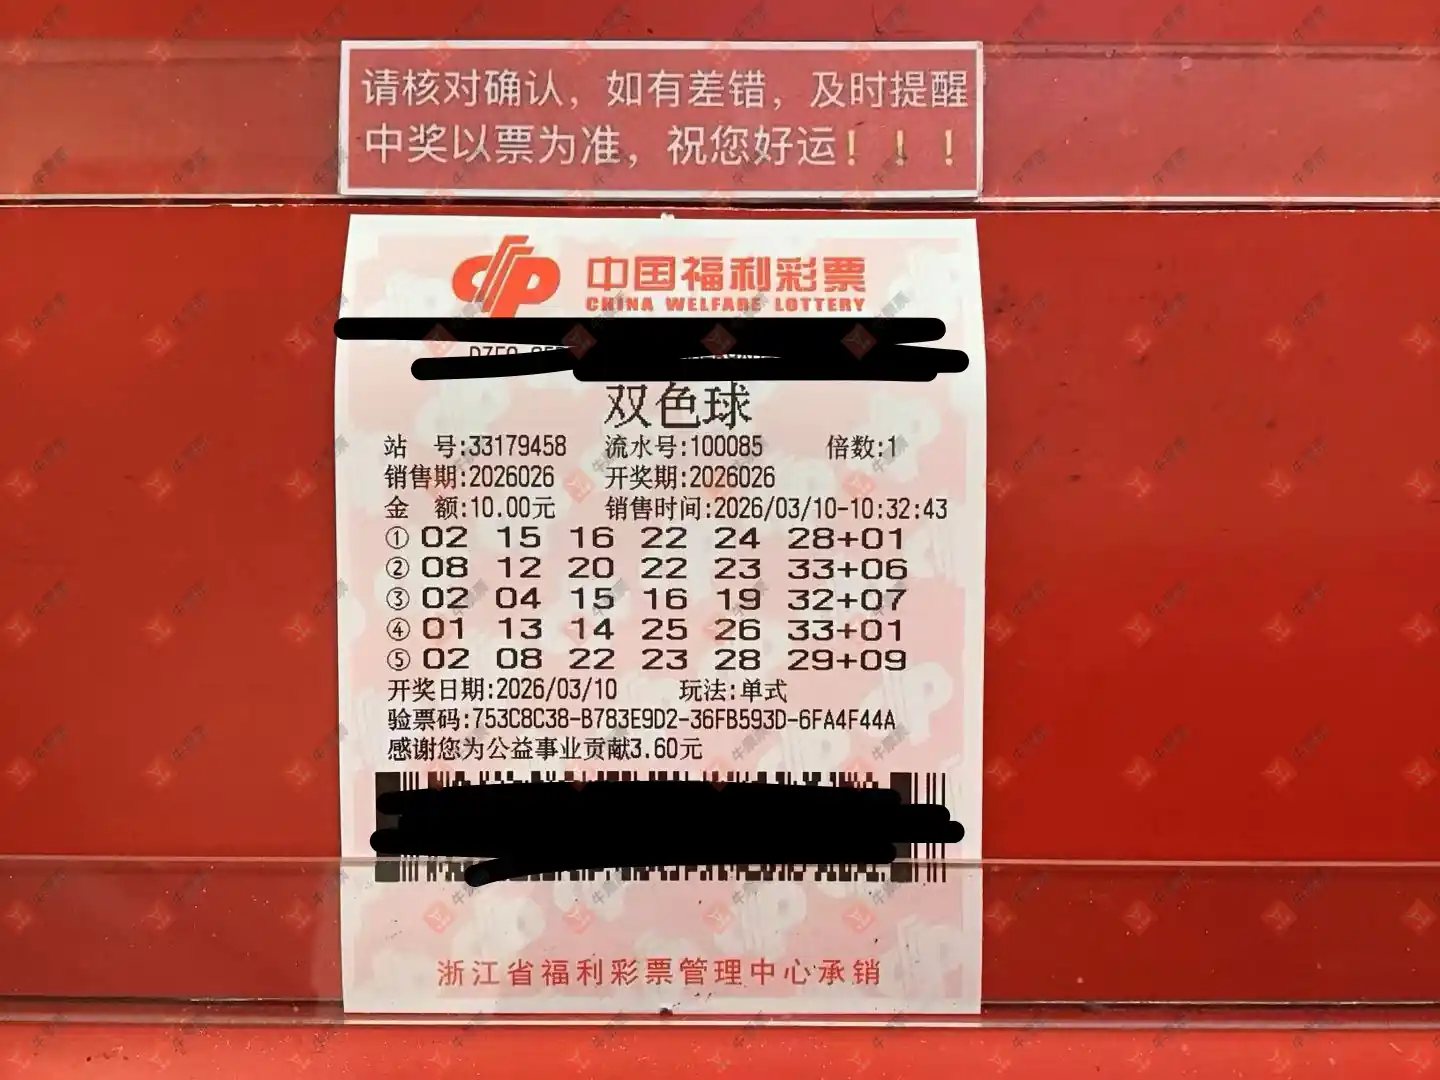 请核对确认，如有差错，及时提醒
中奖以票为准，祝您好运！！！
中国福利彩票
CHINA WELFARE LOTTERY
双色球
站 号:33179458 流水号:100085 倍数:1
销售期:2026026 开奖期:2026026
金 额:10.00元 销售时间:2026/03/10-10:32:43
① 02 15 16 22 24 28+01
② 08 12 20 22 23 33+06
③ 02 04 15 16 19 32+07
④ 01 13 14 25 26 33+01
⑤ 02 08 22 23 28 29+09
开奖日期:2026/03/10 玩法:单式
验票码:753C8C38-B783E9D2-36FB593D-6FA4F44A
感谢您为公益事业贡献3.60元
浙江省福利彩票管理中心承销